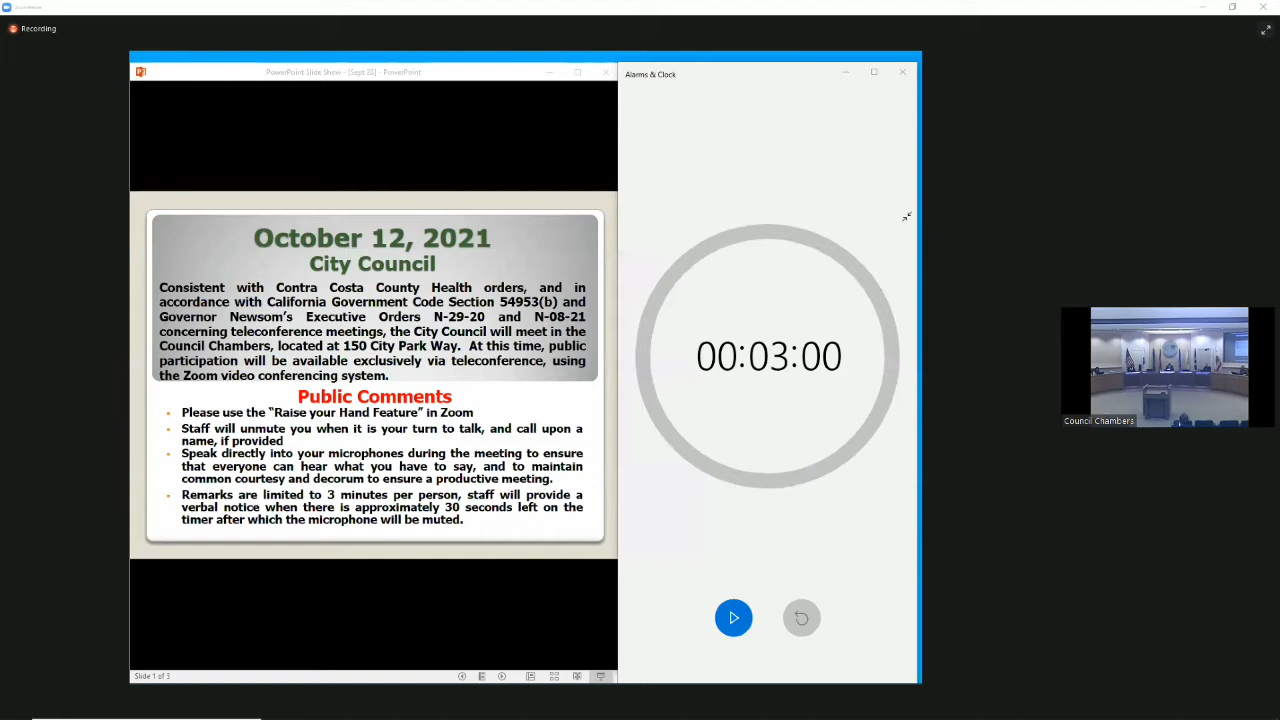 Zoom Webinar
Recording
PowerPoint Slide Show - [Sept 28] - PowerPoint
Alarms & Clock
October 12, 2021
City Council
Consistent with Contra Costa County Health orders, and in
accordance with California Government Code Section 54953(b) and
Governor Newsom's Executive Orders N-29-20 and N-08-21
concerning teleconference meetings, the City Council will meet in the
Council Chambers, located at 150 City Park Way. At this time, public
participation will be available exclusively via teleconference, using
the Zoom video conferencing system.
Public Comments
• Please use the "Raise your Hand Feature" in Zoom
• Staff will unmute you when it is your turn to talk, and call upon a
name, if provided
• Speak directly into your microphones during the meeting to ensure
that everyone can hear what you have to say, and to maintain
common courtesy and decorum to ensure a productive meeting.
• Remarks are limited to 3 minutes per person, staff will provide a
verbal notice when there is approximately 30 seconds left on the
timer after which the microphone will be muted.
00:03:00
Council Chambers
Slide 1 of 3